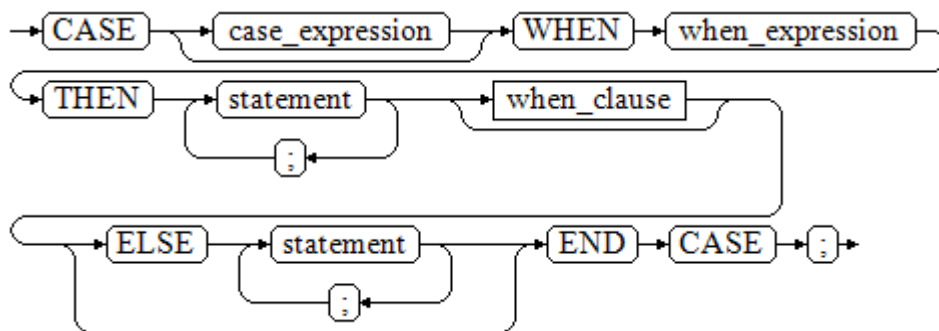 CASE case_expression WHEN when_expression
THEN statement when_clause
;
ELSE statement END CASE ;
;